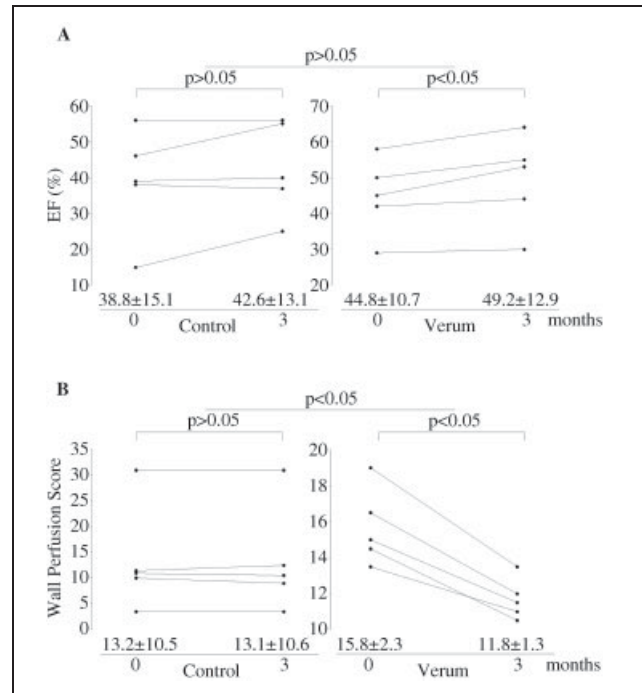 A
p>0.05
p>0.05
p<0.05
EF (%)
60
50
40
30
20
10
70
60
50
40
30
20
38.8±15.1
42.6±13.1
44.8±10.7
49.2±12.9
0
Control
3
0
Verum
3
months
B
p<0.05
p>0.05
p<0.05
Wall Perfusion Score
35
30
25
20
15
10
5
0
20
18
16
14
12
10
13.2±10.5
13.1±10.6
15.8±2.3
11.8±1.3
0
Control
3
0
Verum
3
months